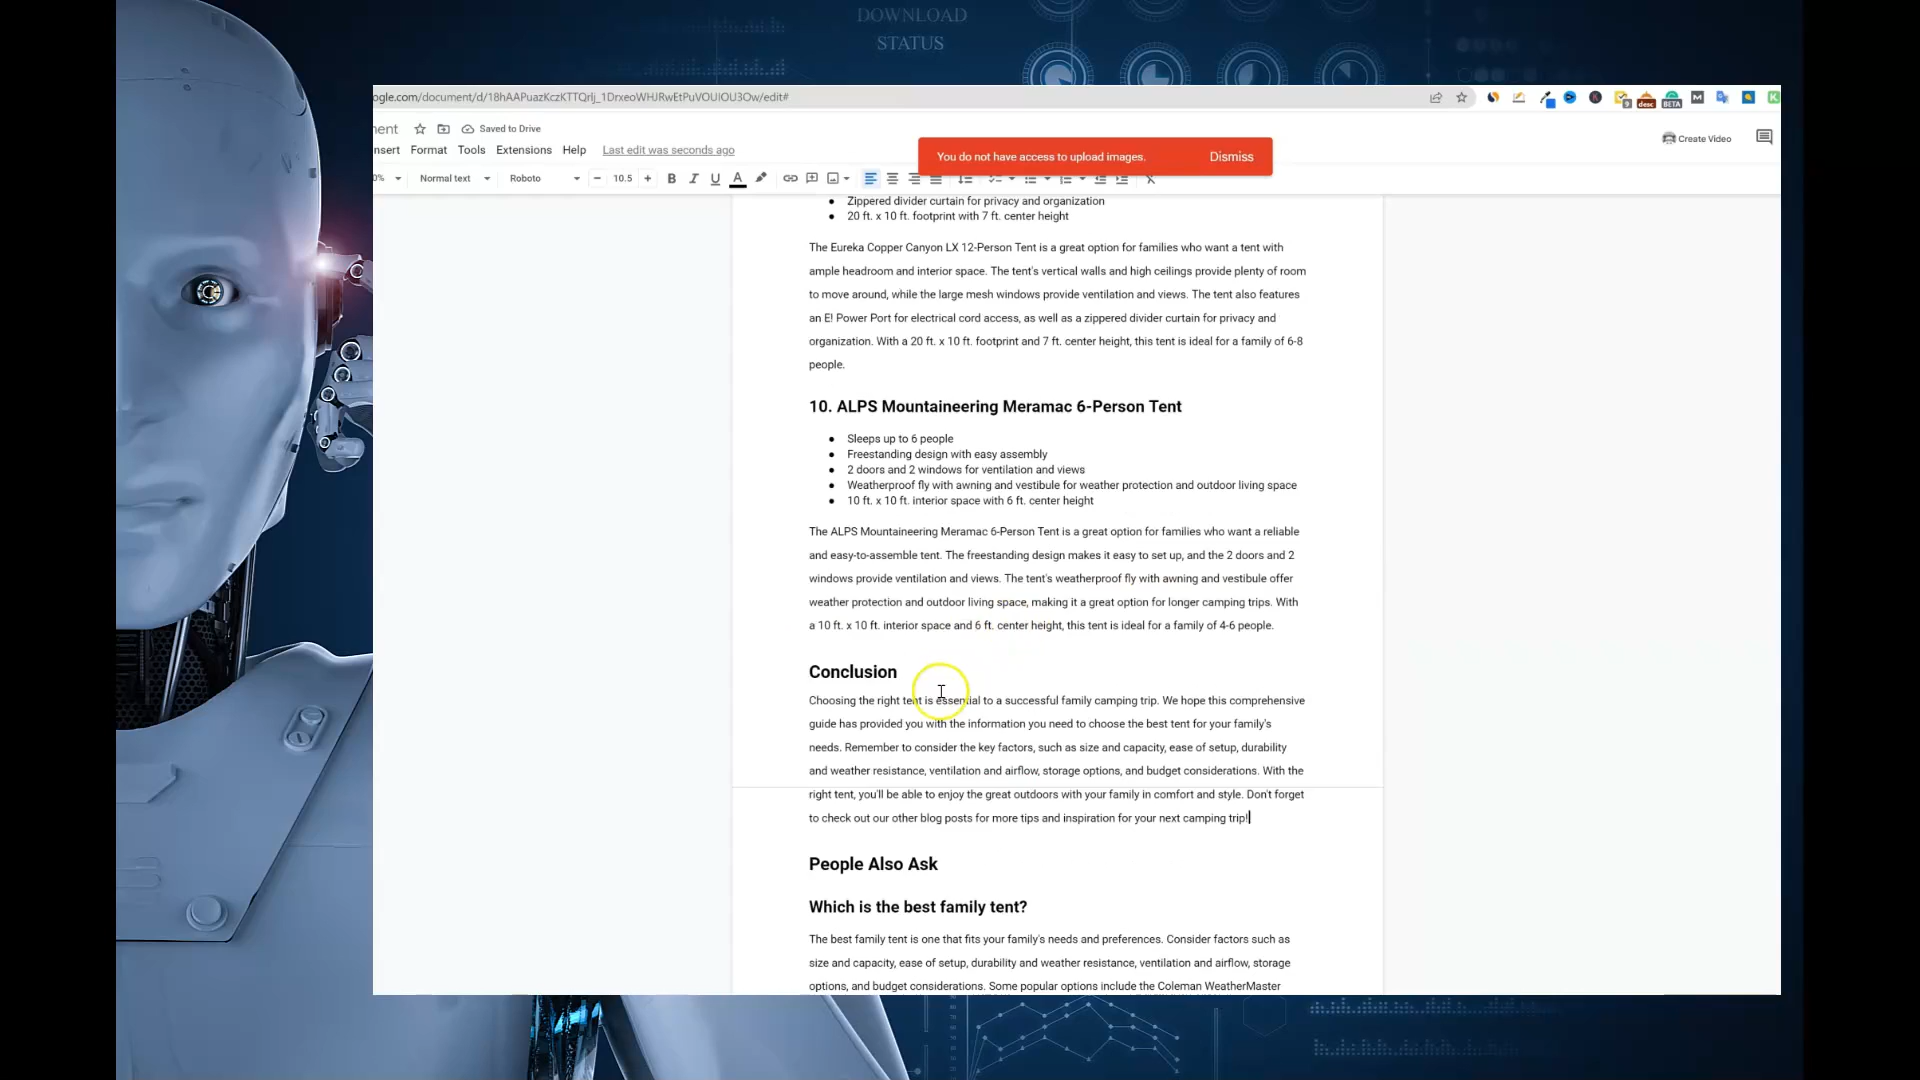 DOWNLOAD
STATUS
ogle.com/document/d/18hAAPuazKczKTTQrlj_1DrxeoWHJRwEtPuVOUIOU3Ow/edit#
desc
BETA
M
ment
Saved to Drive
Create Video
nsert Format Tools Extensions Help Last edit was seconds ago
You do not have access to upload images. Dismiss
0% Normal text Roboto − 10.5 + B I U A
● Zippered divider curtain for privacy and organization
● 20 ft. x 10 ft. footprint with 7 ft. center height
The Eureka Copper Canyon LX 12-Person Tent is a great option for families who want a tent with
ample headroom and interior space. The tent's vertical walls and high ceilings provide plenty of room
to move around, while the large mesh windows provide ventilation and views. The tent also features
an E! Power Port for electrical cord access, as well as a zippered divider curtain for privacy and
organization. With a 20 ft. x 10 ft. footprint and 7 ft. center height, this tent is ideal for a family of 6-8
people.
10. ALPS Mountaineering Meramac 6-Person Tent
● Sleeps up to 6 people
● Freestanding design with easy assembly
● 2 doors and 2 windows for ventilation and views
● Weatherproof fly with awning and vestibule for weather protection and outdoor living space
● 10 ft. x 10 ft. interior space with 6 ft. center height
The ALPS Mountaineering Meramac 6-Person Tent is a great option for families who want a reliable
and easy-to-assemble tent. The freestanding design makes it easy to set up, and the 2 doors and 2
windows provide ventilation and views. The tent's weatherproof fly with awning and vestibule offer
weather protection and outdoor living space, making it a great option for longer camping trips. With
a 10 ft. x 10 ft. interior space and 6 ft. center height, this tent is ideal for a family of 4-6 people.
Conclusion
Choosing the right tent is essential to a successful family camping trip. We hope this comprehensive
guide has provided you with the information you need to choose the best tent for your family's
needs. Remember to consider the key factors, such as size and capacity, ease of setup, durability
and weather resistance, ventilation and airflow, storage options, and budget considerations. With the
right tent, you'll be able to enjoy the great outdoors with your family in comfort and style. Don't forget
to check out our other blog posts for more tips and inspiration for your next camping trip!
People Also Ask
Which is the best family tent?
The best family tent is one that fits your family's needs and preferences. Consider factors such as
size and capacity, ease of setup, durability and weather resistance, ventilation and airflow, storage
options, and budget considerations. Some popular options include the Coleman WeatherMaster